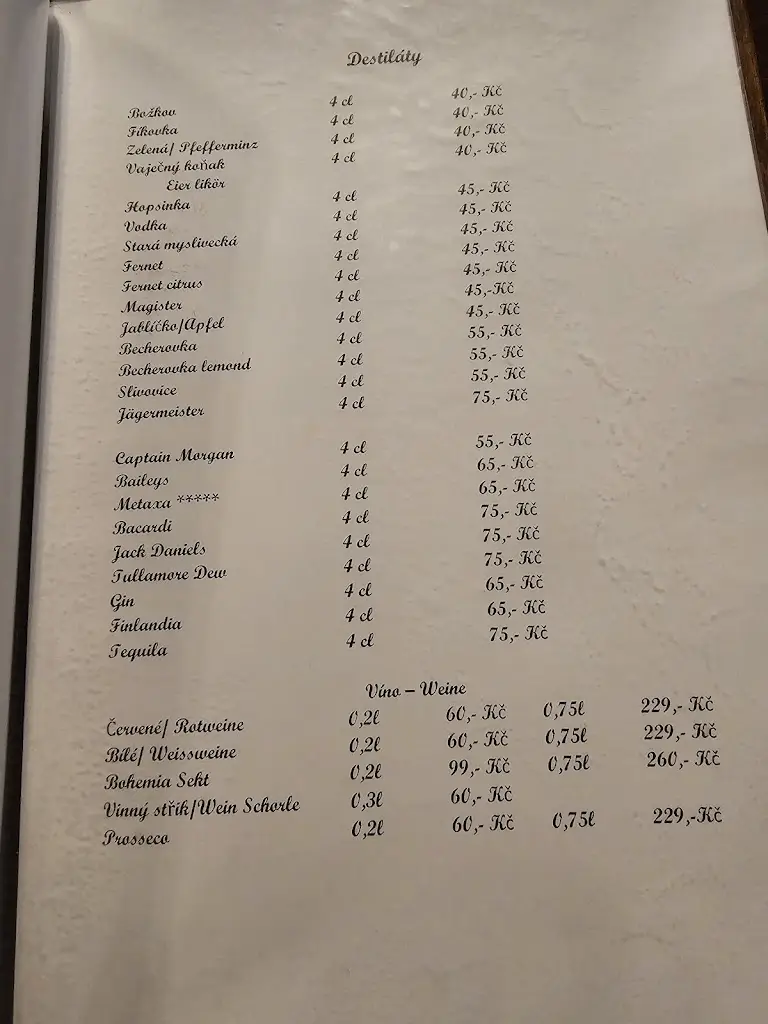 Destiláty
Božkov 4 cl 40,- Kč
Fíkovka 4 cl 40,- Kč
Zelená/ Pfefferminz 4 cl 40,- Kč
Vaječný koňak 4 cl 40,- Kč
Eier likör
Hopsinka 4 cl 45,- Kč
Vodka 4 cl 45,- Kč
Stará myslivecká 4 cl 45,- Kč
Fernet 4 cl 45,- Kč
Fernet citrus 4 cl 45,- Kč
Magister 4 cl 45,-Kč
Jablíčko/Apfel 4 cl 45,- Kč
Becherovka 4 cl 55,- Kč
Becherovka lemond 4 cl 55,- Kč
Slivovice 4 cl 55,- Kč
Jägermeister 4 cl 75,- Kč
Captain Morgan 4 cl 55,- Kč
Baileys 4 cl 65,- Kč
Metaxa ***** 4 cl 65,- Kč
Bacardi 4 cl 75,- Kč
Jack Daniels 4 cl 75,- Kč
Tullamore Dew 4 cl 75,- Kč
Gin 4 cl 65,- Kč
Finlandia 4 cl 65,- Kč
Tequila 4 cl 75,- Kč
Víno – Weine
Červené/ Rotweine 0,2l 60,- Kč 0,75l 229,- Kč
Bílé/ Weissweine 0,2l 60,- Kč 0,75l 229,- Kč
Bohemia Sekt 0,2l 99,- Kč 0,75l 260,- Kč
Vinný střik/Wein Schorle 0,3l 60,- Kč
Prosseco 0,2l 60,- Kč 0,75l 229,-Kč